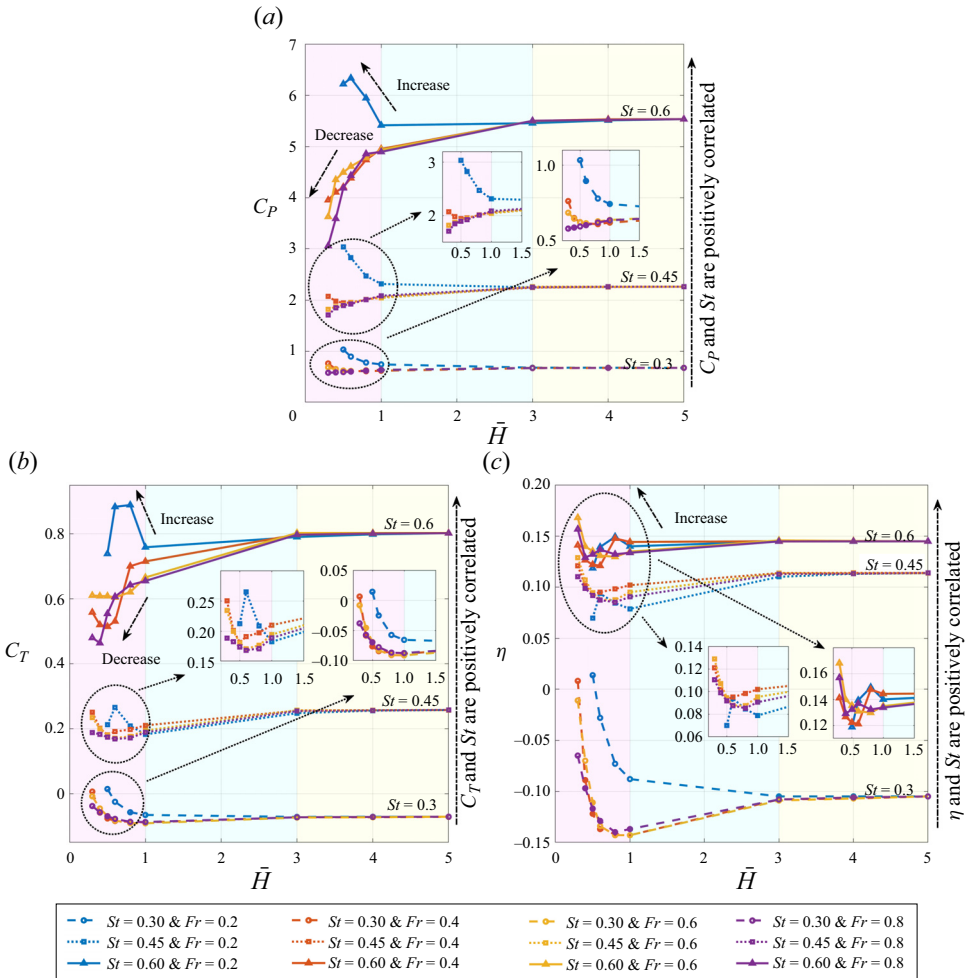 (a)
7
6
5
4
3
2
1
0
C_P
Increase
Decrease
St = 0.6
St = 0.45
St = 0.3
3
2
0.5 1.0 1.5
1.0
0.5
0.5 1.0 1.5
1 2 3 4 5
H̄
C_P and St are positively correlated
(b)
0.8
0.6
0.4
0.2
0
C_T
Increase
Decrease
St = 0.6
St = 0.45
St = 0.3
0.25
0.20
0.15
0.5 1.0 1.5
0
−0.05
−0.10
0.5 1.0 1.5
0 1 2 3 4 5
H̄
C_T and St are positively correlated
(c)
0.20
0.15
0.10
0.05
0
−0.05
−0.10
−0.15
η
Increase
St = 0.6
St = 0.45
St = 0.3
0.14
0.12
0.10
0.08
0.06
0.5 1.0 1.5
0.16
0.14
0.12
0.5 1.0 1.5
0 1 2 3 4 5
H̄
η and St are positively correlated
St = 0.30 & Fr = 0.2 St = 0.30 & Fr = 0.4 St = 0.30 & Fr = 0.6 St = 0.30 & Fr = 0.8
St = 0.45 & Fr = 0.2 St = 0.45 & Fr = 0.4 St = 0.45 & Fr = 0.6 St = 0.45 & Fr = 0.8
St = 0.60 & Fr = 0.2 St = 0.60 & Fr = 0.4 St = 0.60 & Fr = 0.6 St = 0.60 & Fr = 0.8